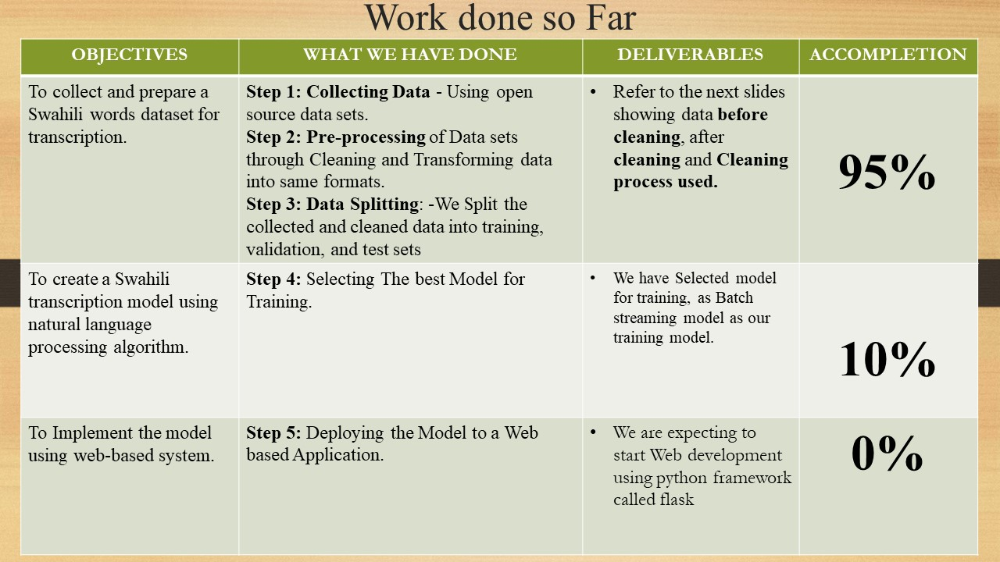 Work done so Far
OBJECTIVES
WHAT WE HAVE DONE
DELIVERABLES
ACCOMPLETION
To collect and prepare a
Swahili words dataset for
transcription.
Step 1: Collecting Data - Using open
source data sets.
Step 2: Pre-processing of Data sets
through Cleaning and Transforming data
into same formats.
Step 3: Data Splitting: -We Split the
collected and cleaned data into training,
validation, and test sets
• Refer to the next slides
showing data before
cleaning, after
cleaning and Cleaning
process used.
95%
To create a Swahili
transcription model using
natural language
processing algorithm.
Step 4: Selecting The best Model for
Training.
• We have Selected model
for training, as Batch
streaming model as our
training model.
10%
To Implement the model
using web-based system.
Step 5: Deploying the Model to a Web
based Application.
• We are expecting to
start Web development
using python framework
called flask
0%